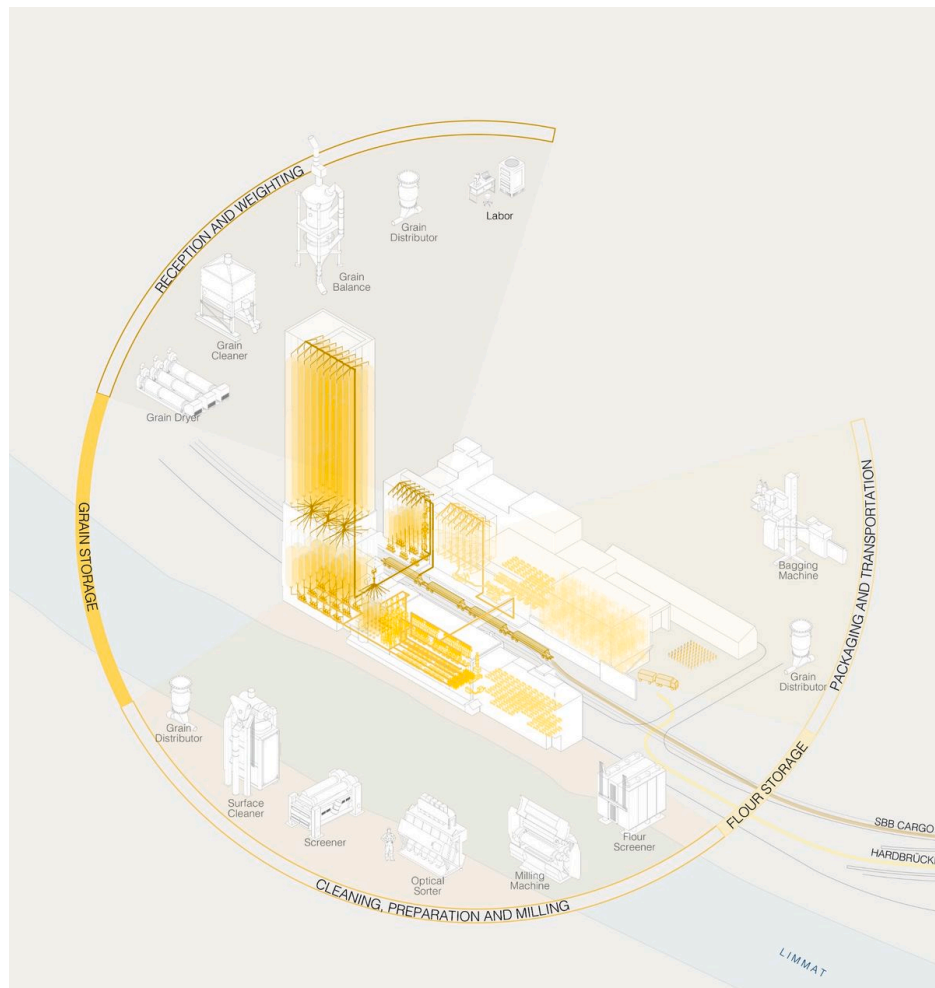 RECEPTION AND WEIGHTING
Labor
Grain
Distributor
Grain
Balance
Grain
Cleaner
Grain Dryer
GRAIN STORAGE
PACKAGING AND TRANSPORTATION
Bagging
Machine
Grain
Distributor
Grain
Distributor
Surface
Cleaner
Screener
Optical
Sorter
Milling
Machine
Flour
Screener
FLOUR STORAGE
CLEANING, PREPARATION AND MILLING
SBB CARGO
HARDBRÜCKE
LIMMAT